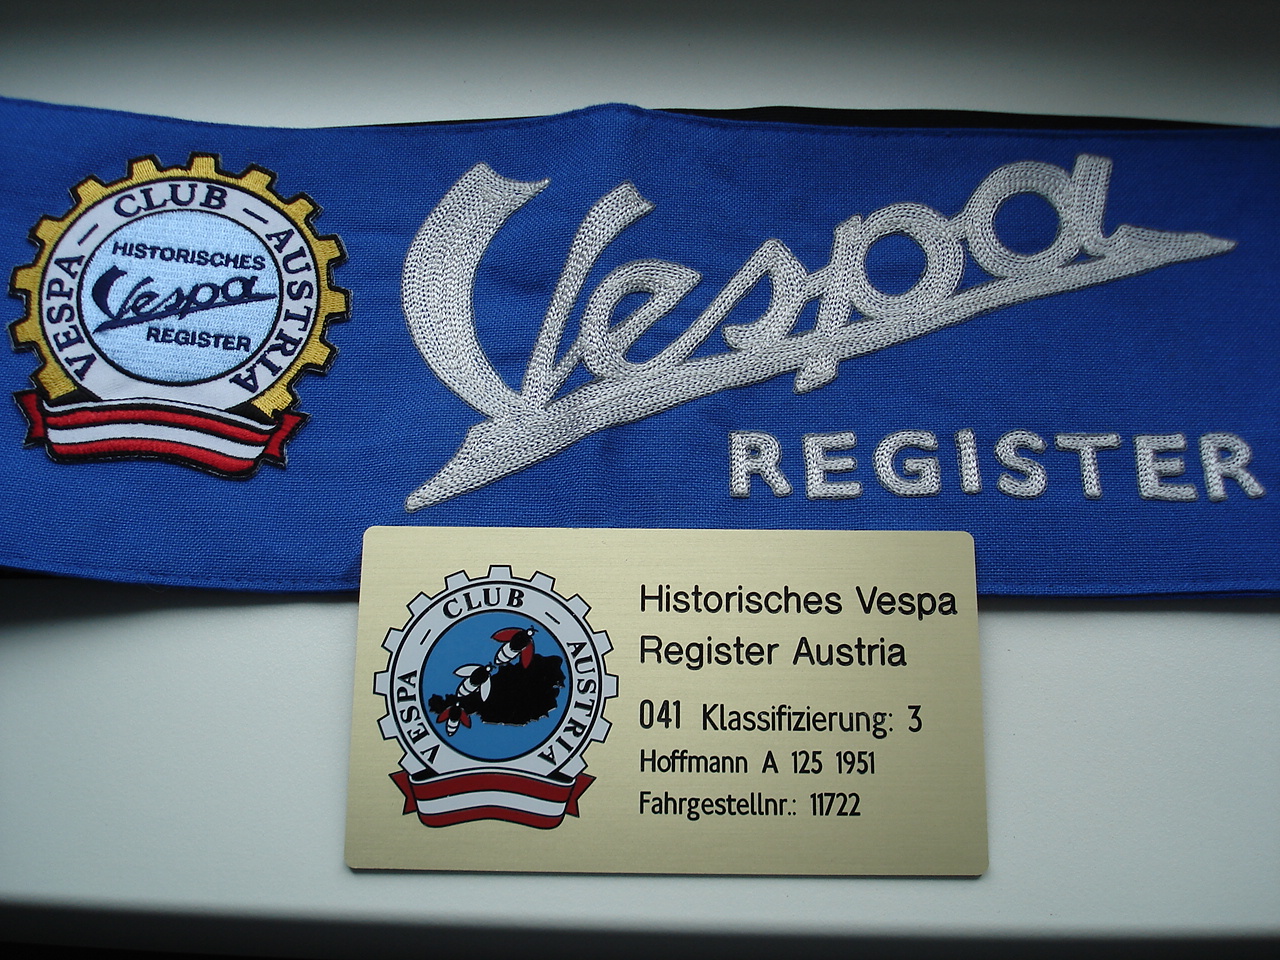 VESPA – CLUB – AUSTRIA
HISTORISCHES
Vespa
REGISTER
Vespa
REGISTER
VESPA – CLUB – AUSTRIA
Historisches Vespa
Register Austria
041 Klassifizierung: 3
Hoffmann A 125 1951
Fahrgestellnr.: 11722